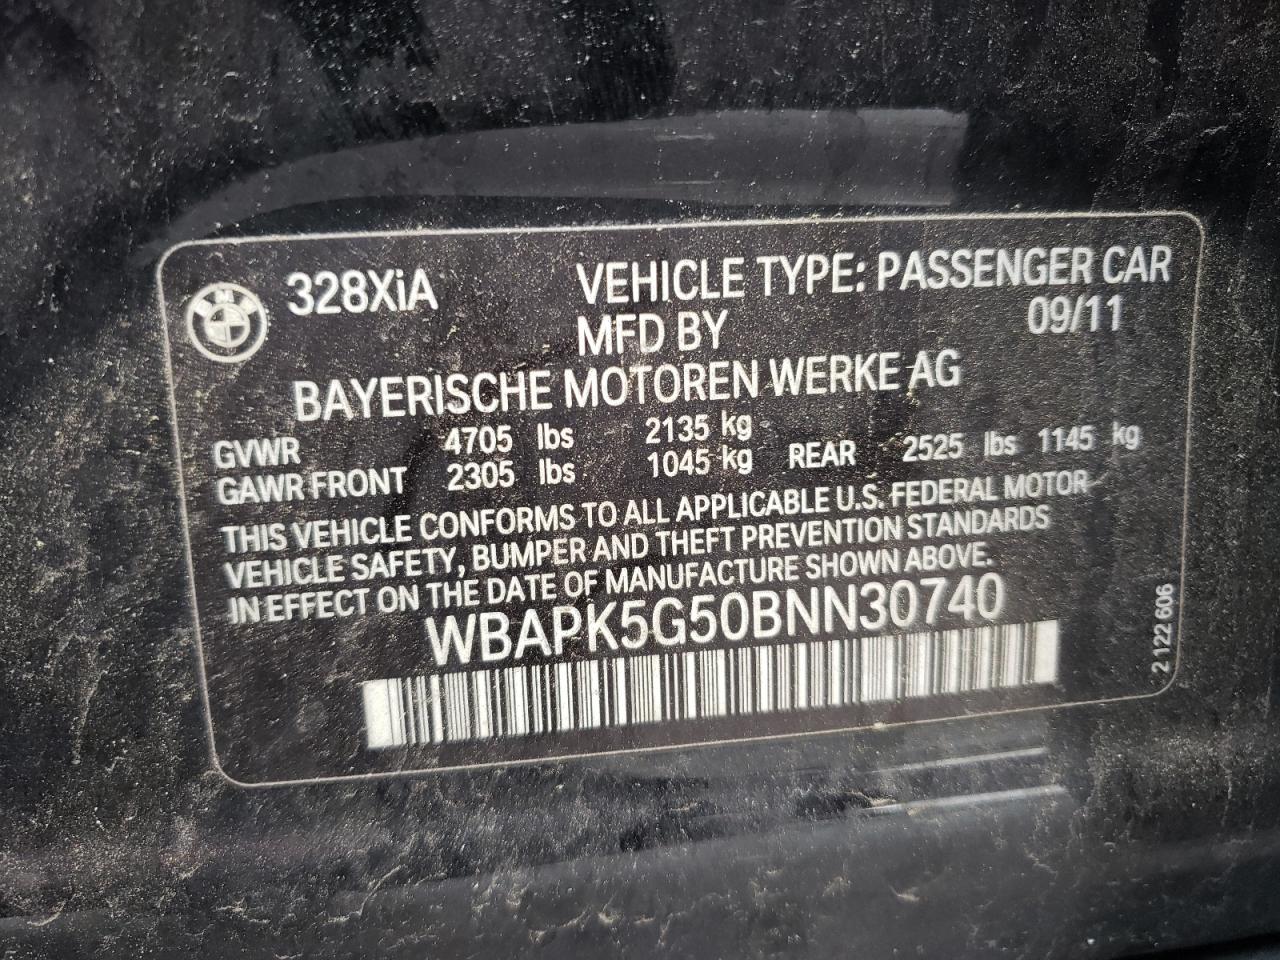 BMW 328XiA VEHICLE TYPE: PASSENGER CAR
MFD BY 09/11
BAYERISCHE MOTOREN WERKE AG
GVWR 4705 lbs 2135 kg
GAWR FRONT 2305 lbs 1045 kg REAR 2525 lbs 1145 kg
THIS VEHICLE CONFORMS TO ALL APPLICABLE U.S. FEDERAL MOTOR
VEHICLE SAFETY, BUMPER AND THEFT PREVENTION STANDARDS
IN EFFECT ON THE DATE OF MANUFACTURE SHOWN ABOVE.
WBAPK5G50BNN30740
2 122 606